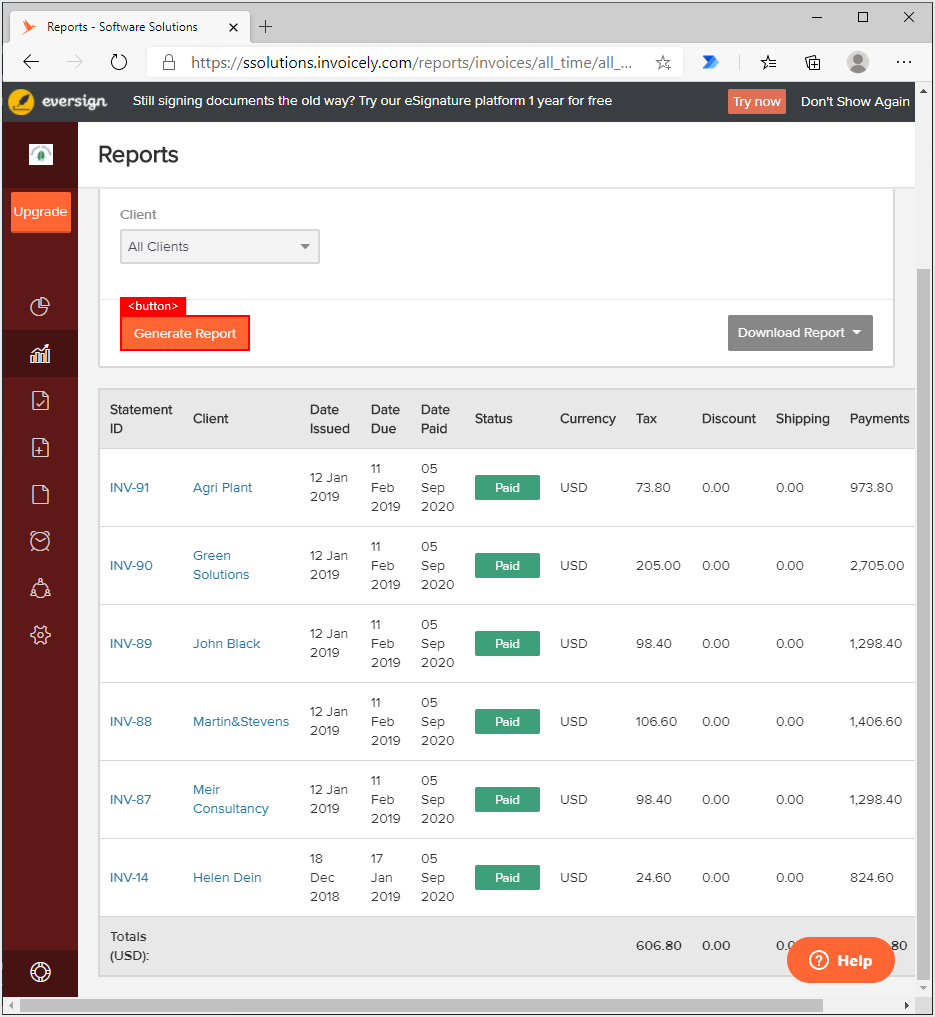 Reports - Software Solutions
https://ssolutions.invoicely.com/reports/invoices/all_time/all_...
eversign
Still signing documents the old way? Try our eSignature platform 1 year for free
Try now
Don't Show Again
Reports
Upgrade
Client
All Clients
<button>
Generate Report
Download Report
Statement ID Client Date Issued Date Due Date Paid Status Currency Tax Discount Shipping Payments
INV-91 Agri Plant 12 Jan 2019 11 Feb 2019 05 Sep 2020 Paid USD 73.80 0.00 0.00 973.80
INV-90 Green Solutions 12 Jan 2019 11 Feb 2019 05 Sep 2020 Paid USD 205.00 0.00 0.00 2,705.00
INV-89 John Black 12 Jan 2019 11 Feb 2019 05 Sep 2020 Paid USD 98.40 0.00 0.00 1,298.40
INV-88 Martin&Stevens 12 Jan 2019 11 Feb 2019 05 Sep 2020 Paid USD 106.60 0.00 0.00 1,406.60
INV-87 Meir Consultancy 12 Jan 2019 11 Feb 2019 05 Sep 2020 Paid USD 98.40 0.00 0.00 1,298.40
INV-14 Helen Dein 18 Dec 2018 17 Jan 2019 05 Sep 2020 Paid USD 24.60 0.00 0.00 824.60
Totals (USD): 606.80 0.00
Help